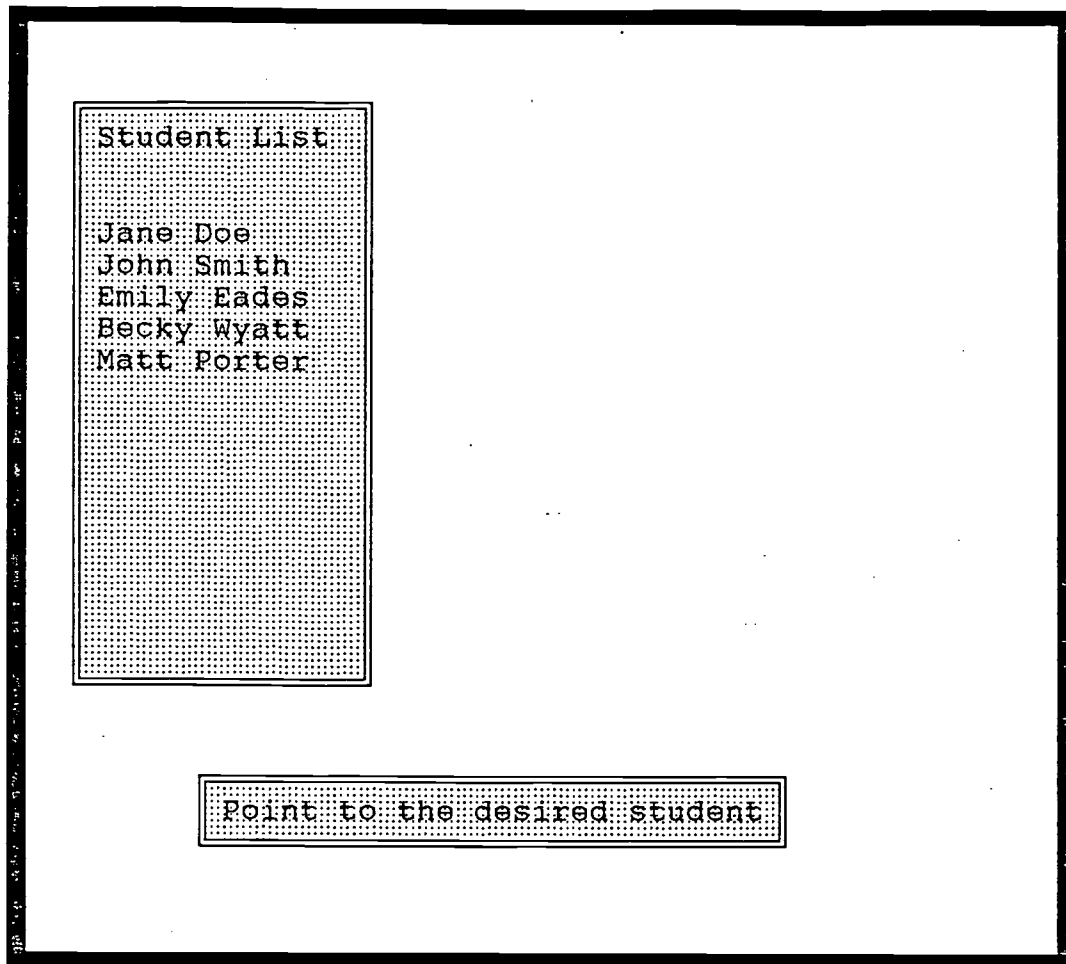 Student List
Jane Doe
John Smith
Emily Eades
Becky Wyatt
Matt Porter
Point to the desired student